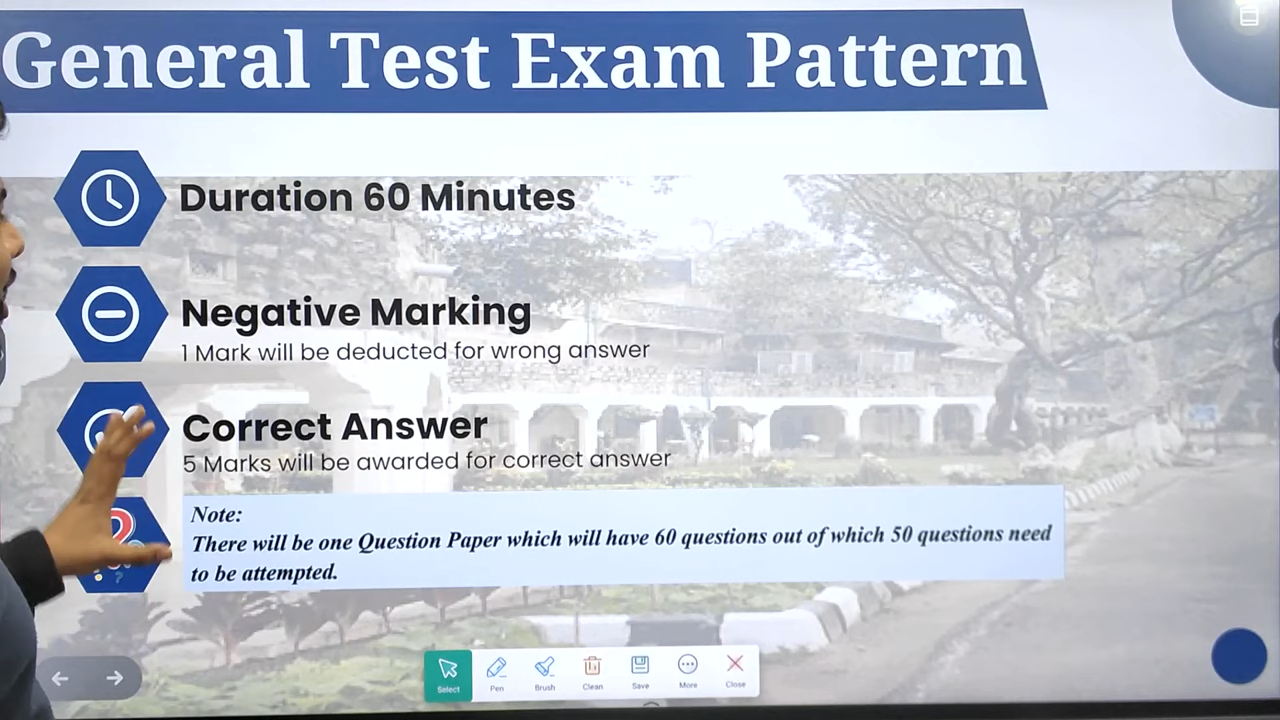 General Test Exam Pattern
Duration 60 Minutes
Negative Marking
1 Mark will be deducted for wrong answer
Correct Answer
5 Marks will be awarded for correct answer
Note:
There will be one Question Paper which will have 60 questions out of which 50 questions need
to be attempted.
Select
Pen
Brush
Clean
Save
More
Close